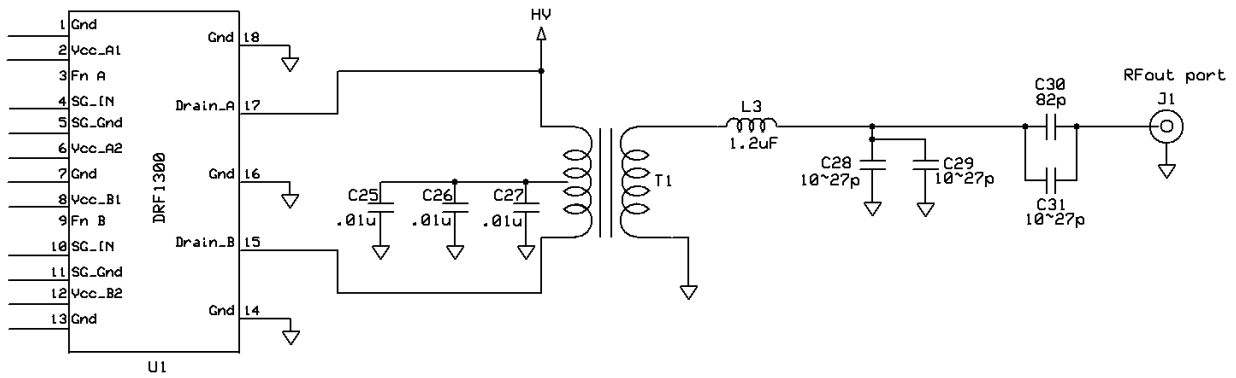 1 Gnd
2 Vcc_A1
3 Fn A
4 SG_IN
5 SG_Gnd
6 Vcc_A2
7 Gnd
8 Vcc_B1
9 Fn B
10 SG_IN
11 SG_Gnd
12 Vcc_B2
13 Gnd
DRF1300
U1
Gnd 18
Drain_A 17
Gnd 16
Drain_B 15
Gnd 14
HV
C25
.01u
C26
.01u
C27
.01u
T1
L3
1.2uF
C28
10~27p
C29
10~27p
C30
82p
C31
10~27p
RFout port
J1